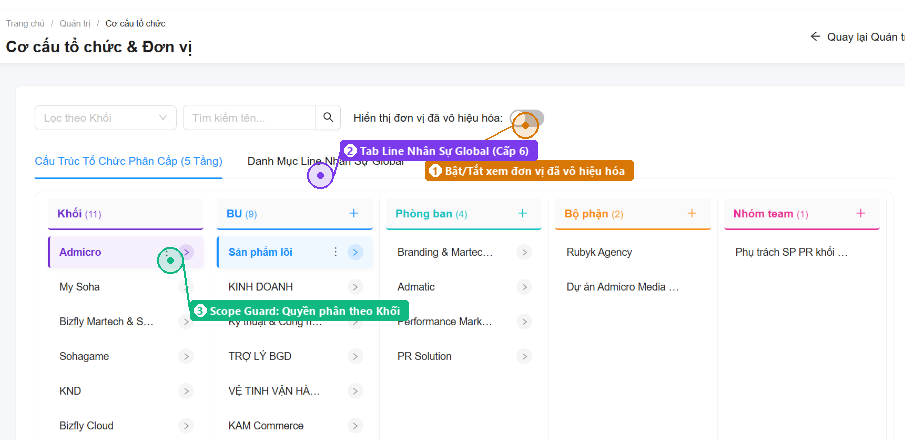 Trang chủ / Quản trị / Cơ cấu tổ chức
Cơ cấu tổ chức & Đơn vị
Quay lại Quản tr
Lọc theo Khối
Tìm kiếm tên...
Hiển thị đơn vị đã vô hiệu hóa:
Cấu Trúc Tổ Chức Phân Cấp (5 Tầng)
Danh Mục Line Nhân Sự Global
2 Tab Line Nhân Sự Global (Cấp 6)
1 Bật/Tắt xem đơn vị đã vô hiệu hóa
Khối (11)
BU (9) +
Phòng ban (4) +
Bộ phận (2) +
Nhóm team (1) +
Admicro
Sản phẩm lõi
Branding & Martec...
Rubyk Agency
Phụ trách SP PR khối ...
3 Scope Guard: Quyền phân theo Khối
My Soha
KINH DOANH
Admatic
Dự án Admicro Media ...
Bizfly Martech & S...
Kỹ thuật & Công n...
Performance Mark...
Sohagame
TRỢ LÝ BGD
PR Solution
KND
VỆ TINH VẬN HÀ...
Bizfly Cloud
KAM Commerce